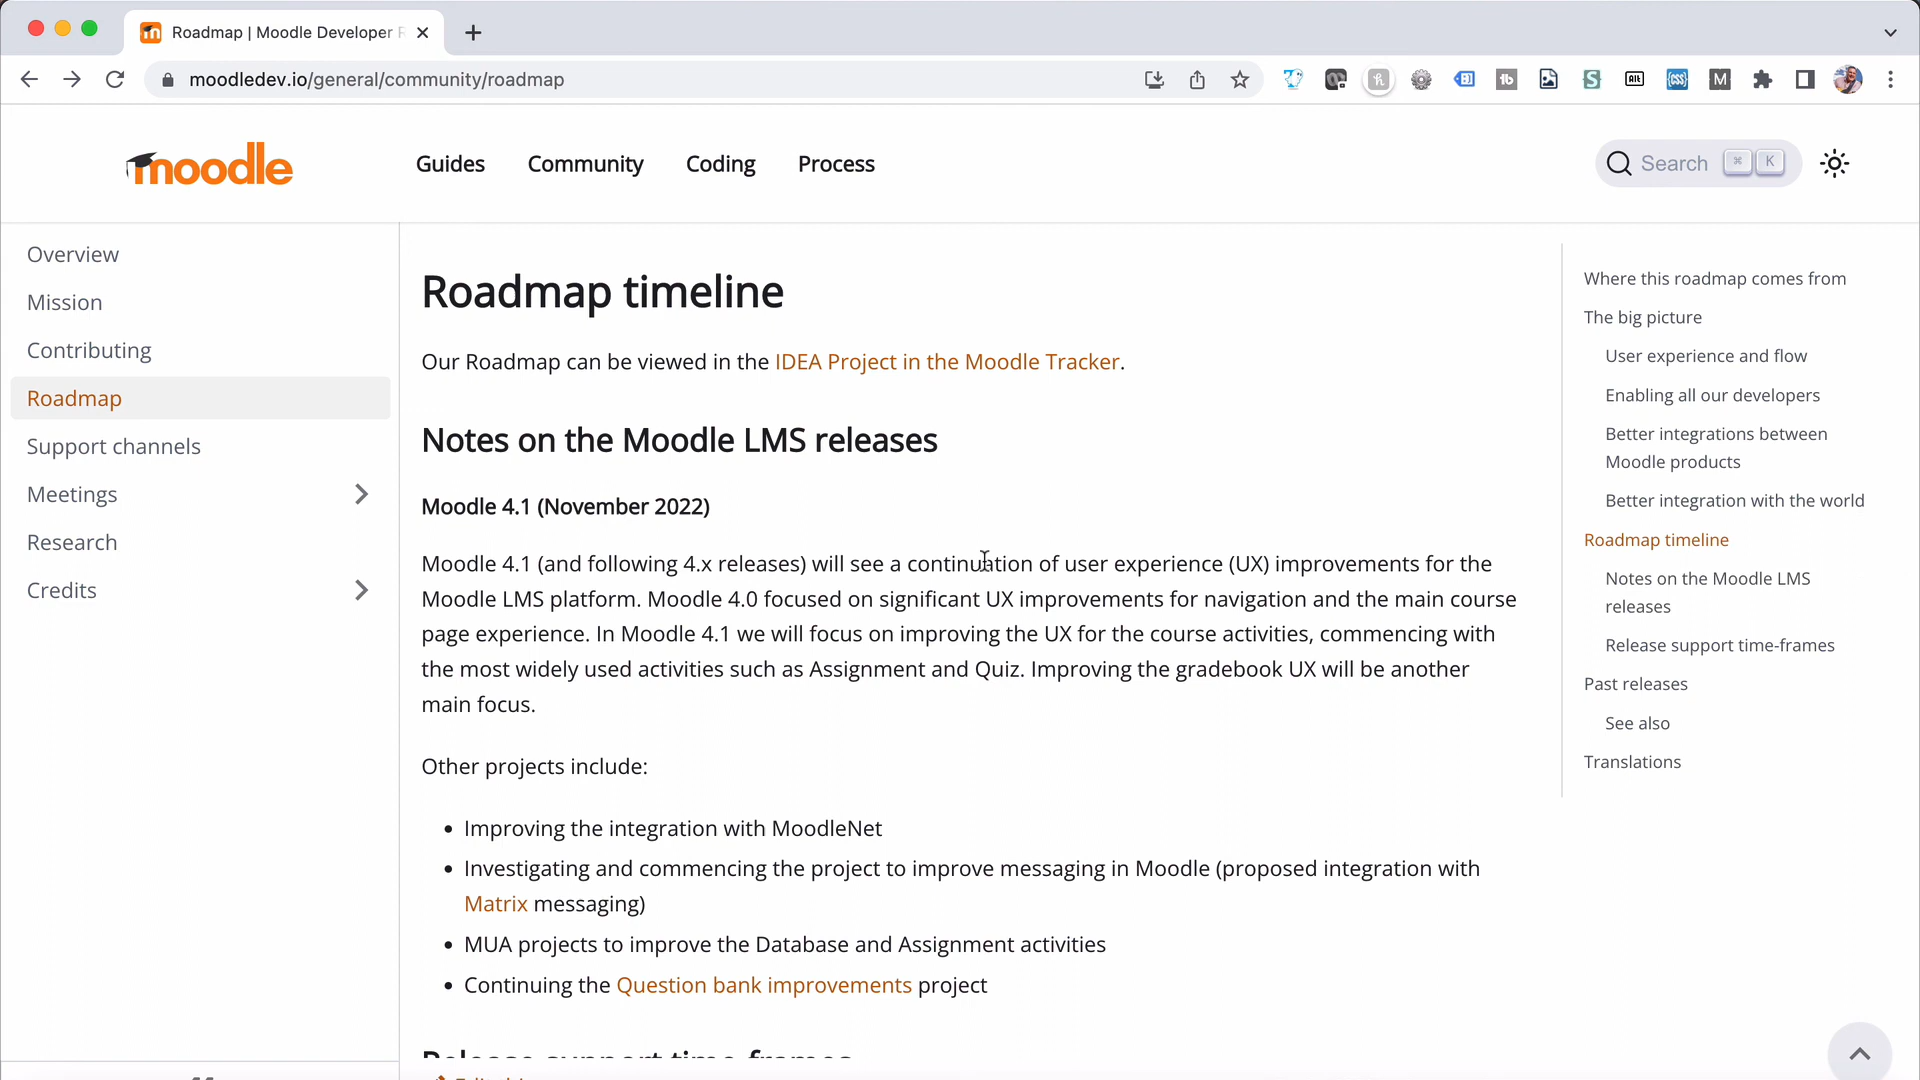 Roadmap | Moodle Developer R
moodledev.io/general/community/roadmap
moodle
Guides
Community
Coding
Process
Search ⌘ K
Overview
Mission
Contributing
Roadmap
Support channels
Meetings
Research
Credits
Roadmap timeline
Our Roadmap can be viewed in the IDEA Project in the Moodle Tracker.
Notes on the Moodle LMS releases
Moodle 4.1 (November 2022)
Moodle 4.1 (and following 4.x releases) will see a continuation of user experience (UX) improvements for the
Moodle LMS platform. Moodle 4.0 focused on significant UX improvements for navigation and the main course
page experience. In Moodle 4.1 we will focus on improving the UX for the course activities, commencing with
the most widely used activities such as Assignment and Quiz. Improving the gradebook UX will be another
main focus.
Other projects include:
• Improving the integration with MoodleNet
• Investigating and commencing the project to improve messaging in Moodle (proposed integration with
Matrix messaging)
• MUA projects to improve the Database and Assignment activities
• Continuing the Question bank improvements project
Release support time-frames
Where this roadmap comes from
The big picture
User experience and flow
Enabling all our developers
Better integrations between
Moodle products
Better integration with the world
Roadmap timeline
Notes on the Moodle LMS
releases
Release support time-frames
Past releases
See also
Translations